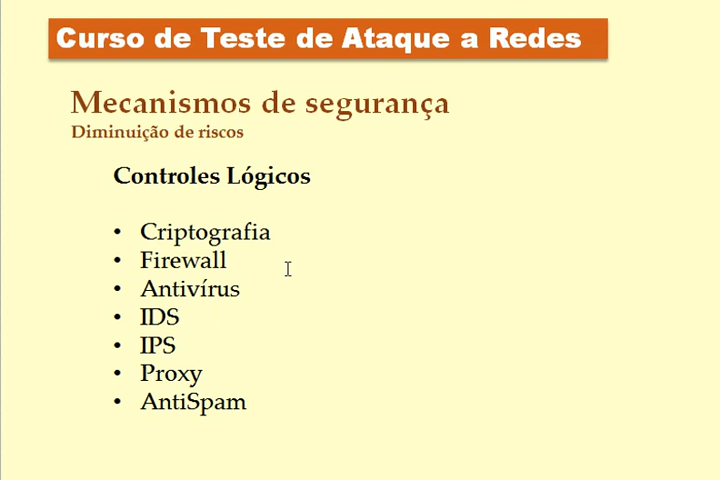 Curso de Teste de Ataque a Redes
Mecanismos de segurança
Diminuição de riscos
Controles Lógicos
• Criptografia
• Firewall
• Antivírus
• IDS
• IPS
• Proxy
• AntiSpam